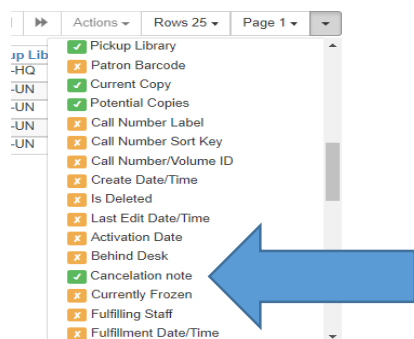 Actions Rows 25 Page 1
up Lib
-HQ
-UN
-UN
-UN
-UN
Pickup Library
Patron Barcode
Current Copy
Potential Copies
Call Number Label
Call Number Sort Key
Call Number/Volume ID
Create Date/Time
Is Deleted
Last Edit Date/Time
Activation Date
Behind Desk
Cancelation note
Currently Frozen
Fulfilling Staff
Fulfillment Date/Time